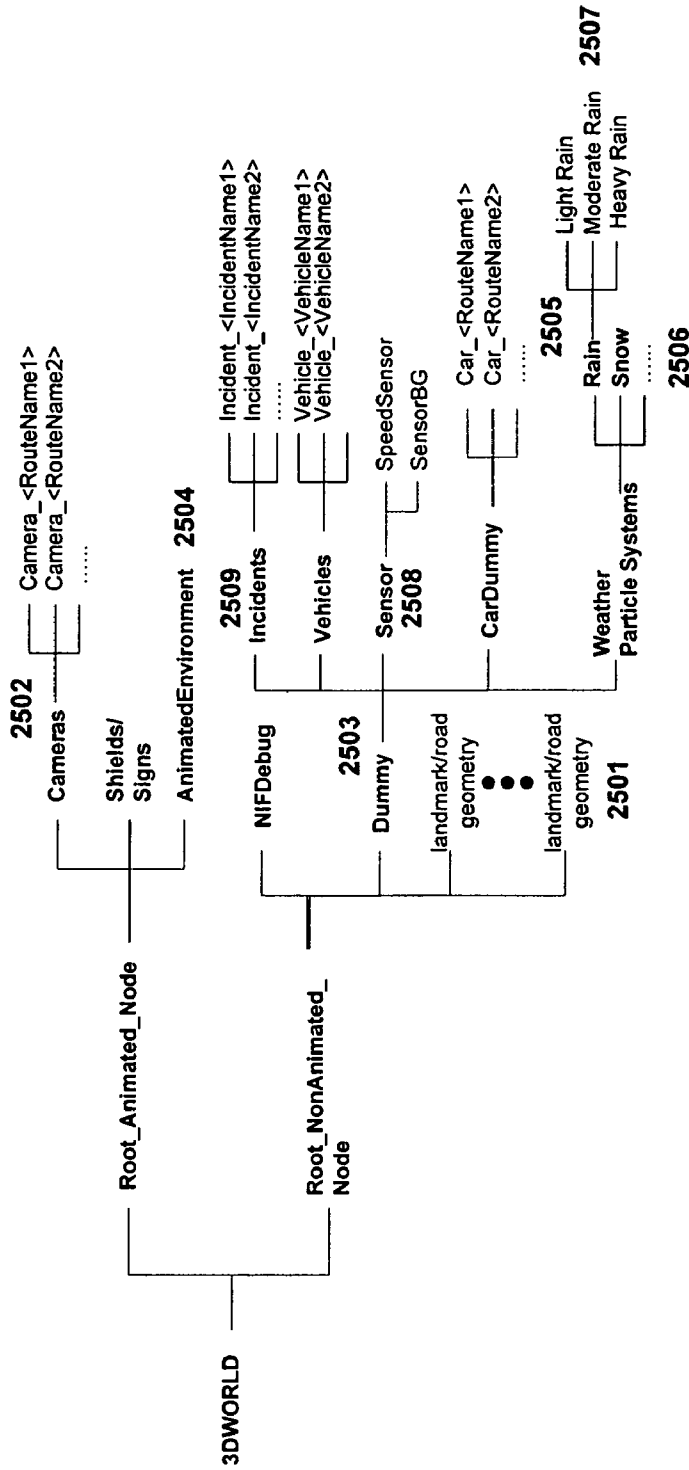 3DWORLD
Root_Animated_Node
2502
Cameras
Camera_<RouteName1>
Camera_<RouteName2>
......
Shields/
Signs
AnimatedEnvironment 2504
Root_NonAnimated_
Node
NIFDebug
2503
Dummy
landmark/road
geometry
landmark/road
geometry
2501
2509
Incidents
Incident_<IncidentName1>
Incident_<IncidentName2>
......
Vehicles
Vehicle_<VehicleName1>
Vehicle_<VehicleName2>
Sensor
2508
SpeedSensor
SensorBG
CarDummy
Car_<RouteName1>
Car_<RouteName2>
......
Weather
Particle Systems
2505
Rain
Snow
......
2506
Light Rain
Moderate Rain
Heavy Rain
2507